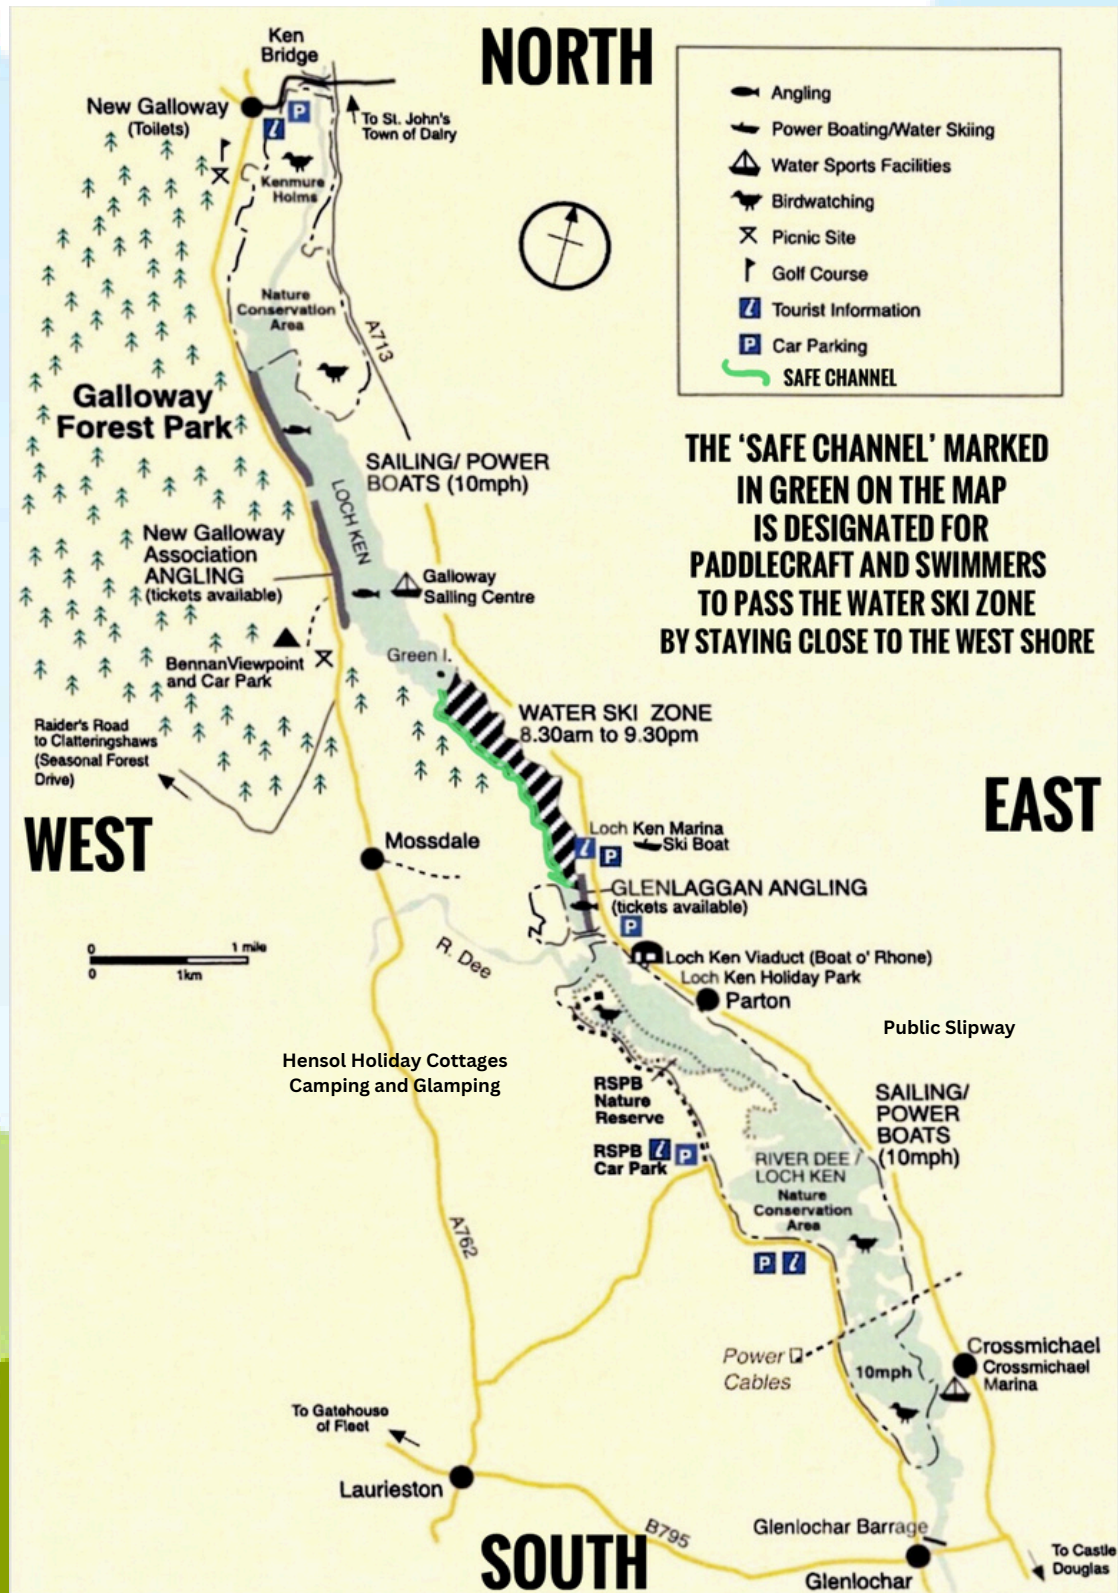 NORTH
Ken
Bridge
New Galloway
(Toilets)
P
i
To St. John's
Town of Dalry
Kenmure
Holms
Nature
Conservation
Area
A713
Angling
Power Boating/Water Skiing
Water Sports Facilities
Birdwatching
Picnic Site
Golf Course
i Tourist Information
P Car Parking
SAFE CHANNEL
Galloway
Forest Park
SAILING/ POWER
BOATS (10mph)
LOCH KEN
THE ‘SAFE CHANNEL’ MARKED
IN GREEN ON THE MAP
IS DESIGNATED FOR
PADDLECRAFT AND SWIMMERS
TO PASS THE WATER SKI ZONE
BY STAYING CLOSE TO THE WEST SHORE
New Galloway
Association
ANGLING
(tickets available)
Galloway
Sailing Centre
Bennan Viewpoint
and Car Park
Green I.
Raider's Road
to Clatteringshaws
(Seasonal Forest
Drive)
WATER SKI ZONE
8.30am to 9.30pm
WEST
EAST
Mossdale
Loch Ken Marina
Ski Boat
i P
GLENLAGGAN ANGLING
(tickets available)
P
0 1 mile
0 1km
R. Dee
Loch Ken Viaduct (Boat o' Rhone)
Loch Ken Holiday Park
Parton
Public Slipway
Hensol Holiday Cottages
Camping and Glamping
RSPB
Nature
Reserve
RSPB
Car Park
i P
SAILING/
POWER
BOATS
(10mph)
RIVER DEE /
LOCH KEN
Nature
Conservation
Area
A762
P i
Power
Cables
10mph
Crossmichael
Crossmichael
Marina
To Gatehouse
of Fleet
Laurieston
B795
SOUTH
Glenlochar Barrage
Glenlochar
To Castle
Douglas